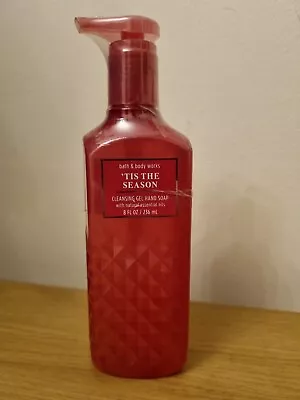 bath & body works
'TIS THE
SEASON
CLEANSING GEL HAND SOAP
with natural essential oils
8 FL OZ / 236 mL